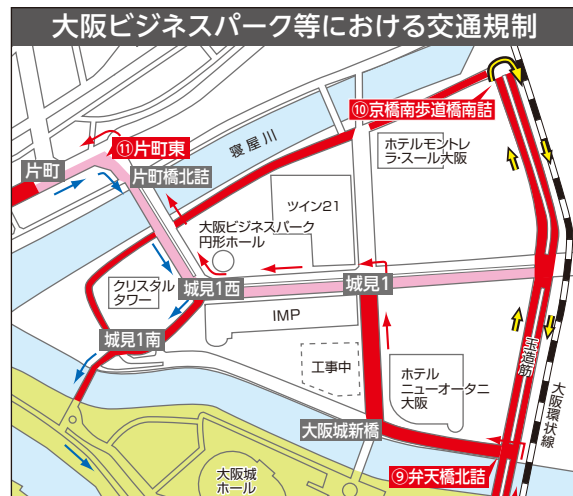 大阪ビジネスパーク等における交通規制
⑩京橋南歩道橋南詰
⑪片町東
寝屋川
ホテルモントレ
ラ・スール大阪
片町
片町橋北詰
ツイン21
大阪ビジネスパーク
円形ホール
クリスタル
タワー
城見1西
城見1
IMP
城見1南
工事中
ホテル
ニューオータニ
大阪
玉造筋
大阪環状線
大阪城新橋
大阪城
ホール
⑨弁天橋北詰